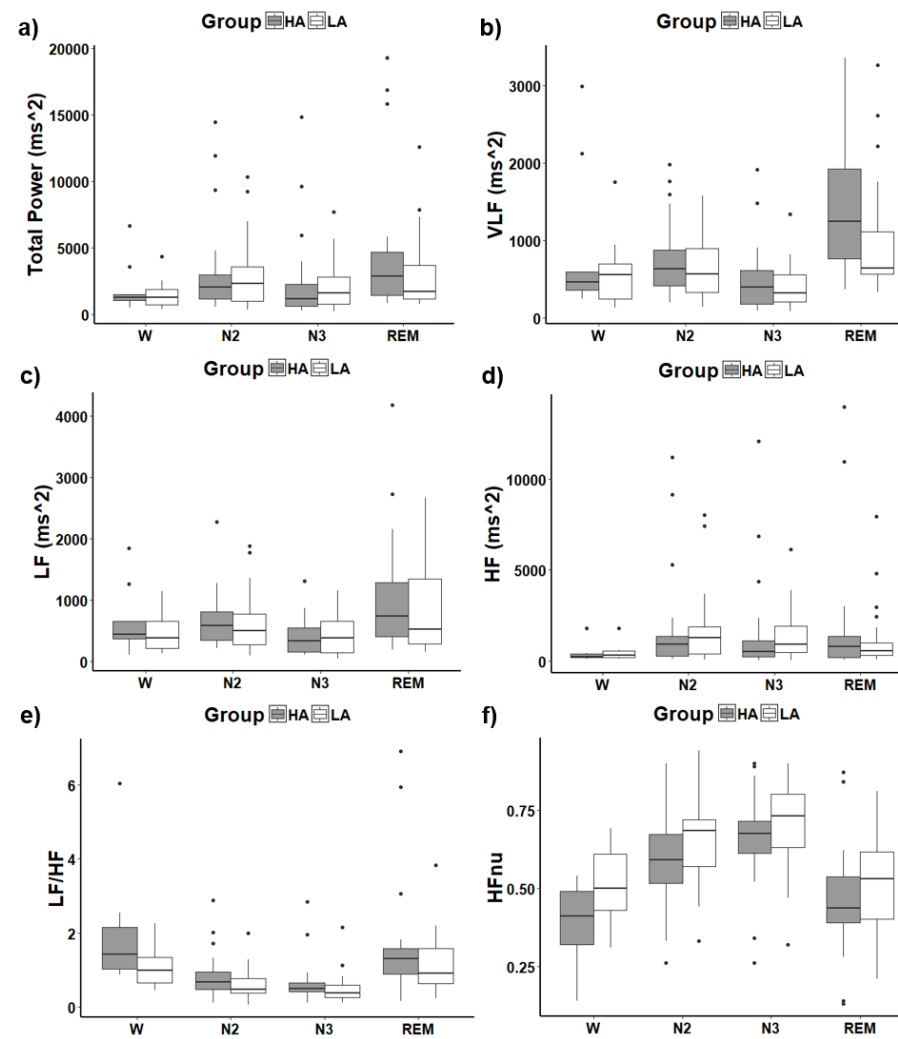 a) Group HA LA
Total Power (ms^2)
20000
15000
10000
5000
0
W N2 N3 REM
b) Group HA LA
VLF (ms^2)
3000
2000
1000
0
W N2 N3 REM
c) Group HA LA
LF (ms^2)
4000
3000
2000
1000
0
W N2 N3 REM
d) Group HA LA
HF (ms^2)
10000
5000
0
W N2 N3 REM
e) Group HA LA
LF/HF
6
4
2
0
W N2 N3 REM
f) Group HA LA
HFnu
0.75
0.50
0.25
W N2 N3 REM